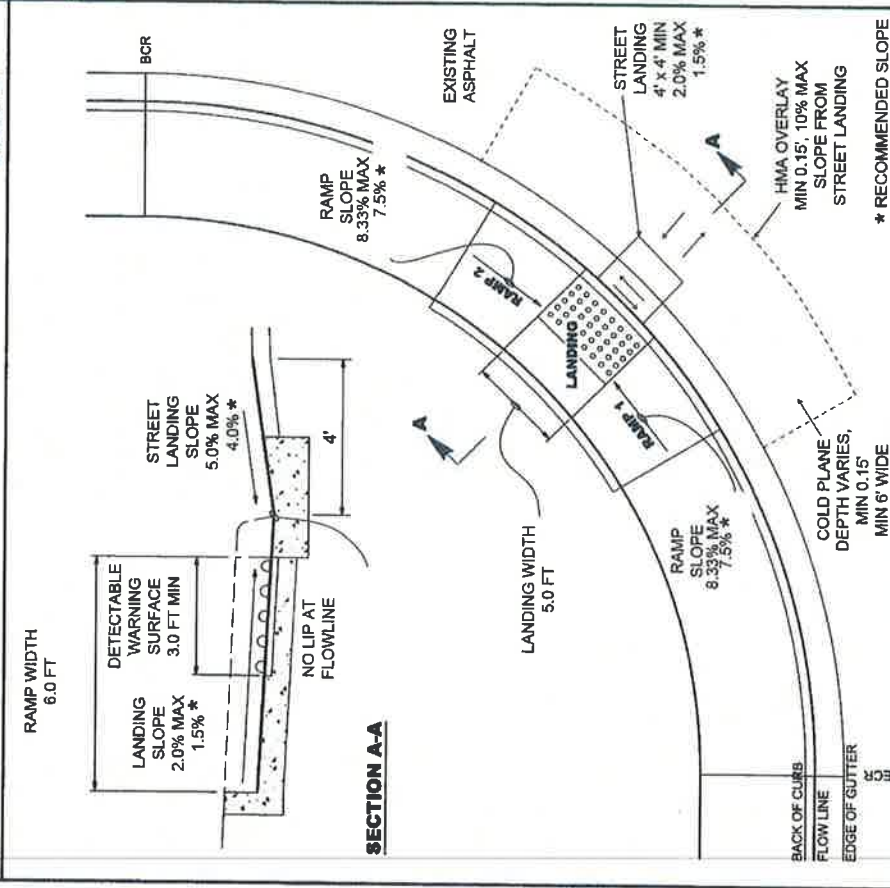 RAMP WIDTH
6.0 FT
DETECTABLE
WARNING
SURFACE
3.0 FT MIN
LANDING
SLOPE
2.0% MAX
1.5% *
STREET
LANDING
SLOPE
5.0% MAX
4.0% *
4'
NO LIP AT
FLOWLINE
SECTION A-A
BCR
RAMP
SLOPE
8.33% MAX
7.5% *
EXISTING
ASPHALT
STREET
LANDING
4' x 4' MIN
2.0% MAX
1.5% *
A
A
RAMP 2
LANDING
RAMP 1
LANDING WIDTH
5.0 FT
RAMP
SLOPE
8.33% MAX
7.5% *
HMA OVERLAY
MIN 0.15', 10% MAX
SLOPE FROM
STREET LANDING
COLD PLANE
DEPTH VARIES,
MIN 0.15'
MIN 6' WIDE
* RECOMMENDED SLOPE
BACK OF CURB
FLOW LINE
EDGE OF GUTTER
ECR